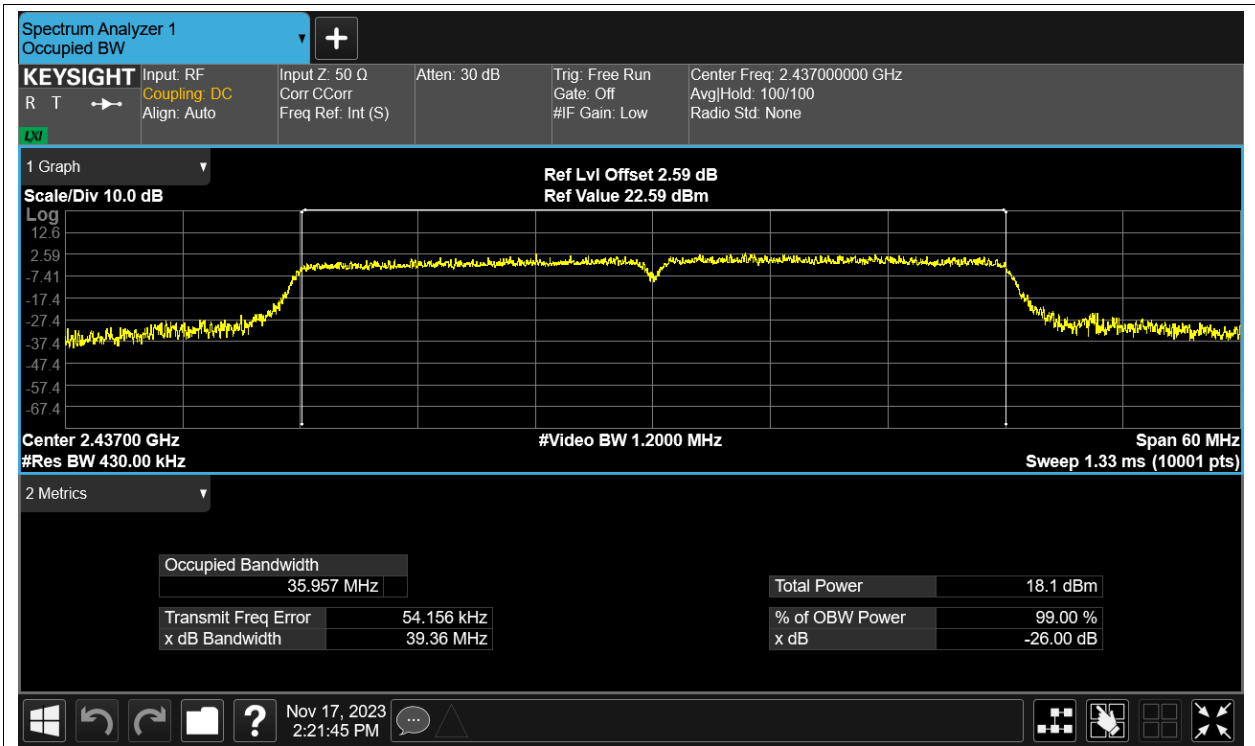 Spectrum Analyzer 1
Occupied BW
KEYSIGHT
R T
LXI
Input: RF
Coupling: DC
Align: Auto
Input Z: 50 Ω
Corr CCorr
Freq Ref: Int (S)
Atten: 30 dB
Trig: Free Run
Gate: Off
#IF Gain: Low
Center Freq: 2.437000000 GHz
Avg|Hold: 100/100
Radio Std: None
1 Graph
Scale/Div 10.0 dB
Ref Lvl Offset 2.59 dB
Ref Value 22.59 dBm
Log
12.6
2.59
-7.41
-17.4
-27.4
-37.4
-47.4
-57.4
-67.4
Center 2.43700 GHz
#Res BW 430.00 kHz
#Video BW 1.2000 MHz
Span 60 MHz
Sweep 1.33 ms (10001 pts)
2 Metrics
Occupied Bandwidth
35.957 MHz
Transmit Freq Error 54.156 kHz
x dB Bandwidth 39.36 MHz
Total Power 18.1 dBm
% of OBW Power 99.00 %
x dB -26.00 dB
?
Nov 17, 2023
2:21:45 PM